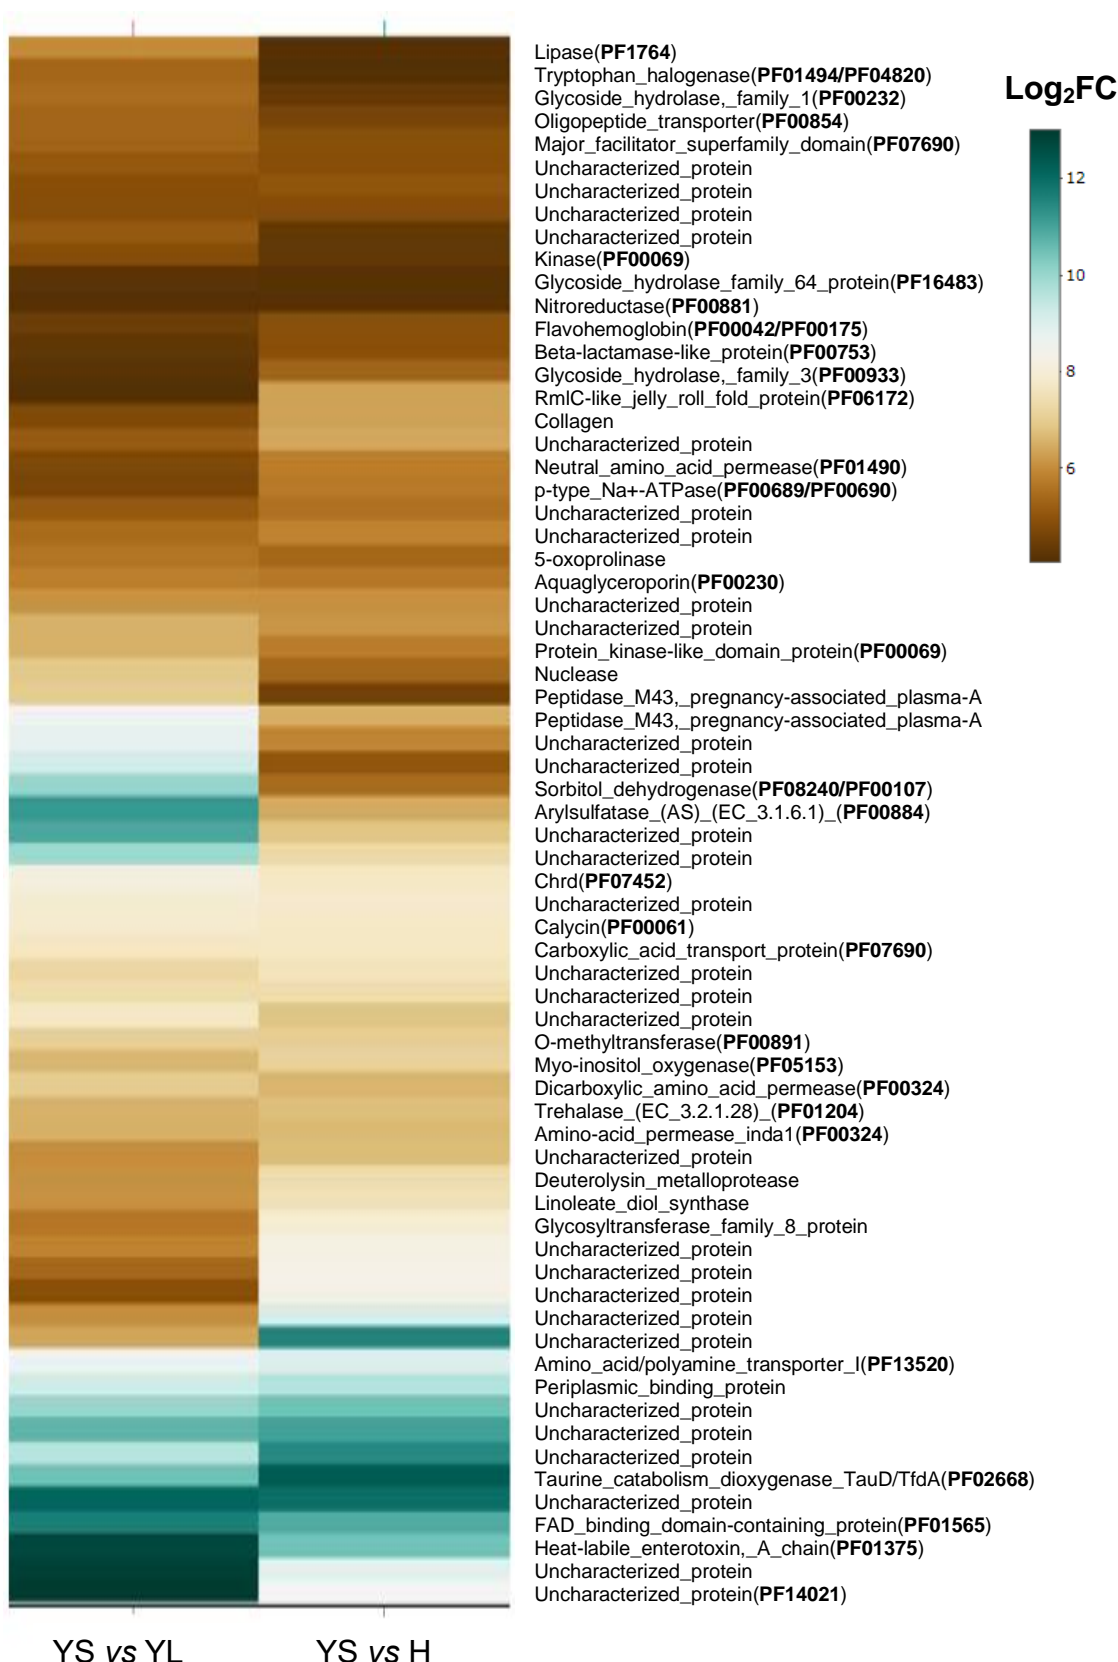 Lipase(PF1764)
Tryptophan_halogenase(PF01494/PF04820)
Glycoside_hydrolase,_family_1(PF00232)
Oligopeptide_transporter(PF00854)
Major_facilitator_superfamily_domain(PF07690)
Uncharacterized_protein
Uncharacterized_protein
Uncharacterized_protein
Uncharacterized_protein
Kinase(PF00069)
Glycoside_hydrolase_family_64_protein(PF16483)
Nitroreductase(PF00881)
Flavohemoglobin(PF00042/PF00175)
Beta-lactamase-like_protein(PF00753)
Glycoside_hydrolase,_family_3(PF00933)
RmlC-like_jelly_roll_fold_protein(PF06172)
Collagen
Uncharacterized_protein
Neutral_amino_acid_permease(PF01490)
p-type_Na+-ATPase(PF00689/PF00690)
Uncharacterized_protein
Uncharacterized_protein
5-oxoprolinase
Aquaglyceroporin(PF00230)
Uncharacterized_protein
Uncharacterized_protein
Protein_kinase-like_domain_protein(PF00069)
Nuclease
Peptidase_M43,_pregnancy-associated_plasma-A
Peptidase_M43,_pregnancy-associated_plasma-A
Uncharacterized_protein
Uncharacterized_protein
Sorbitol_dehydrogenase(PF08240/PF00107)
Arylsulfatase_(AS)_(EC_3.1.6.1)_(PF00884)
Uncharacterized_protein
Uncharacterized_protein
Chrd(PF07452)
Uncharacterized_protein
Calycin(PF00061)
Carboxylic_acid_transport_protein(PF07690)
Uncharacterized_protein
Uncharacterized_protein
Uncharacterized_protein
O-methyltransferase(PF00891)
Myo-inositol_oxygenase(PF05153)
Dicarboxylic_amino_acid_permease(PF00324)
Trehalase_(EC_3.2.1.28)_(PF01204)
Amino-acid_permease_inda1(PF00324)
Uncharacterized_protein
Deuterolysin_metalloprotease
Linoleate_diol_synthase
Glycosyltransferase_family_8_protein
Uncharacterized_protein
Uncharacterized_protein
Uncharacterized_protein
Uncharacterized_protein
Uncharacterized_protein
Amino_acid/polyamine_transporter_I(PF13520)
Periplasmic_binding_protein
Uncharacterized_protein
Uncharacterized_protein
Uncharacterized_protein
Taurine_catabolism_dioxygenase_TauD/TfdA(PF02668)
Uncharacterized_protein
FAD_binding_domain-containing_protein(PF01565)
Heat-labile_enterotoxin,_A_chain(PF01375)
Uncharacterized_protein
Uncharacterized_protein(PF14021)
Log₂FC
12
10
8
6
YS vs YL
YS vs H